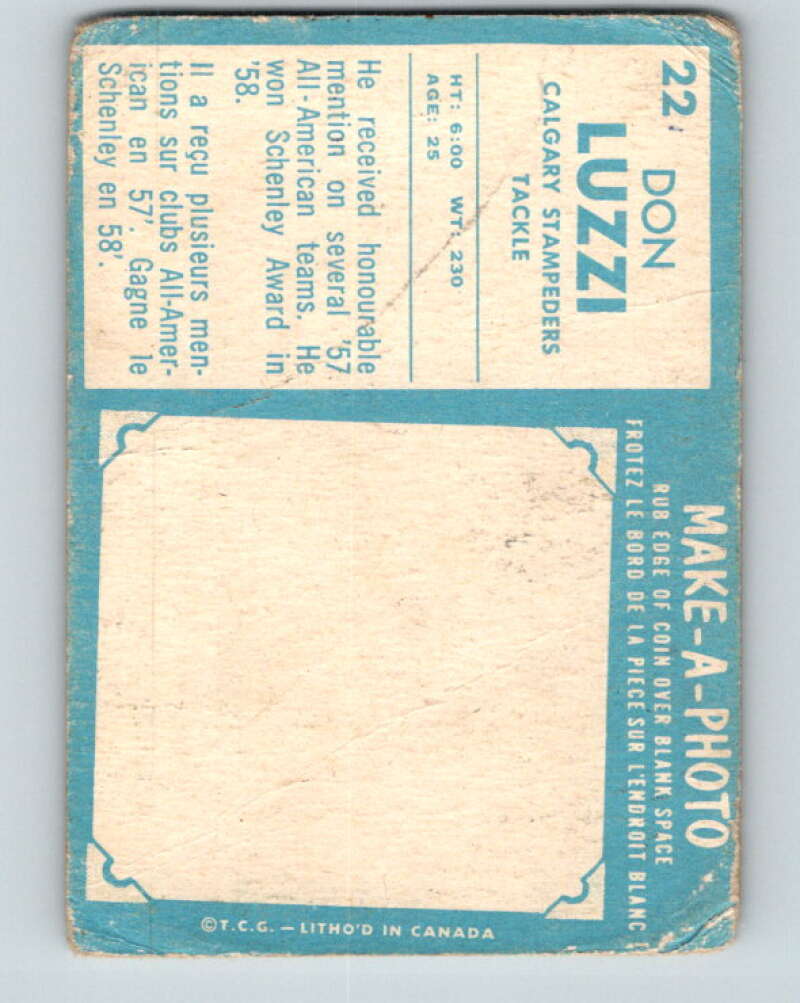 22
DON
LUZZI
CALGARY STAMPEDERS
TACKLE
HT: 6:00 WT: 230
AGE: 25
He received honourable
mention on several '57
All-American teams. He
won Schenley Award in
'58.
Il a reçu plusieurs men-
tions sur clubs All-Amer-
ican en 57'. Gagne le
Schenley en 58'.
MAKE-A-PHOTO
RUB EDGE OF COIN OVER BLANK SPACE
FROTEZ LE BORD DE LA PIECE SUR L'ENDROIT BLANC
©T.C.G. — LITHO'D IN CANADA